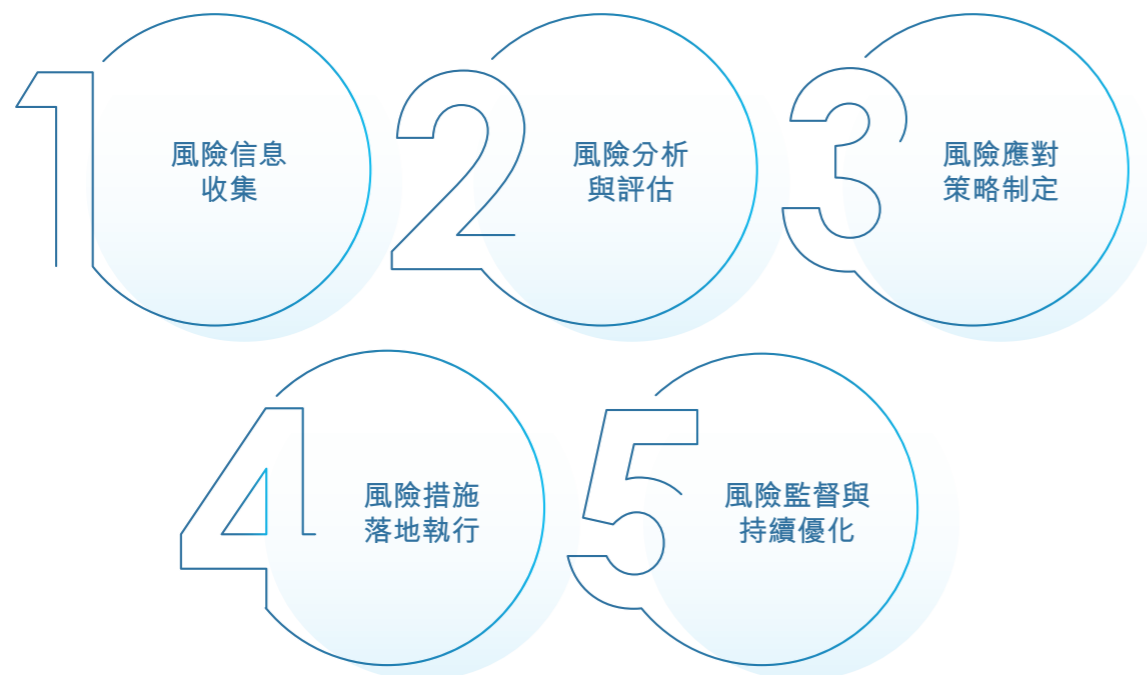 1
風險信息
收集
2
風險分析
與評估
3
風險應對
策略制定
4
風險措施
落地執行
5
風險監督與
持續優化